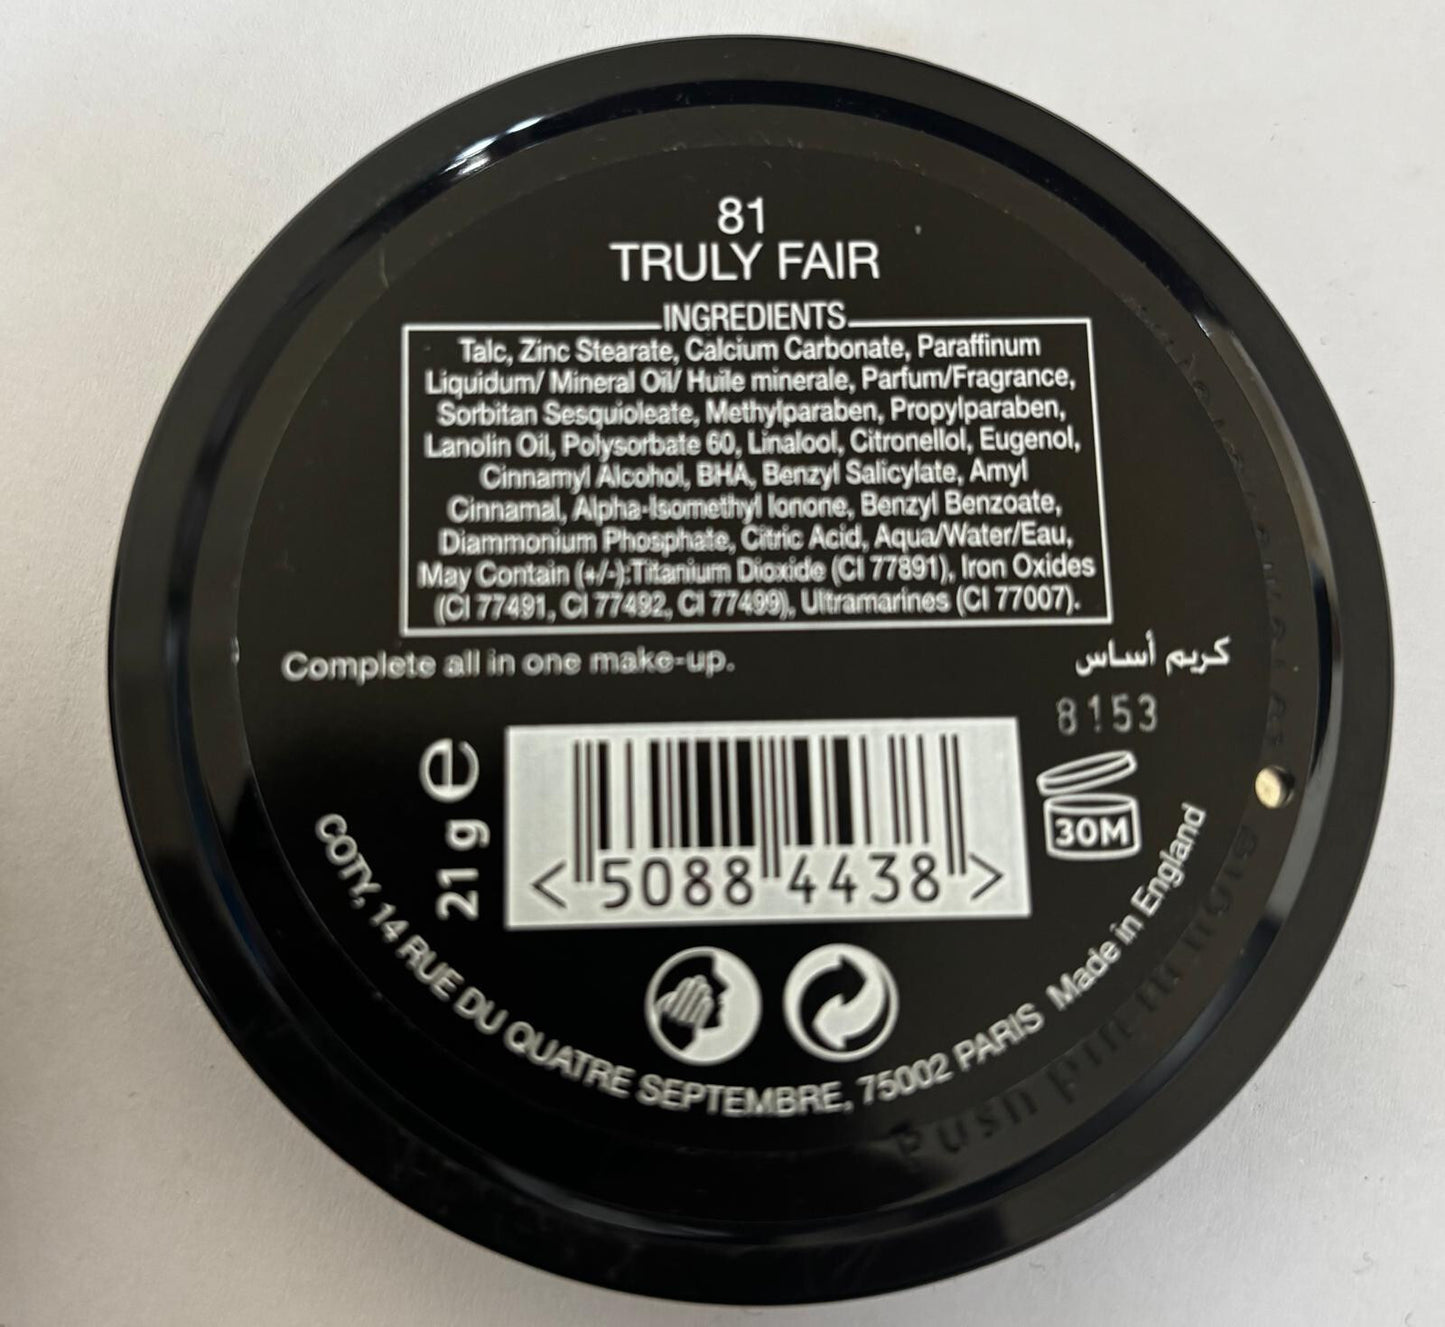 81
TRULY FAIR
INGREDIENTS
Talc, Zinc Stearate, Calcium Carbonate, Paraffinum
Liquidum/ Mineral Oil/ Huile minerale, Parfum/Fragrance,
Sorbitan Sesquioleate, Methylparaben, Propylparaben,
Lanolin Oil, Polysorbate 60, Linalool, Citronellol, Eugenol,
Cinnamyl Alcohol, BHA, Benzyl Salicylate, Amyl
Cinnamal, Alpha-Isomethyl Ionone, Benzyl Benzoate,
Diammonium Phosphate, Citric Acid, Aqua/Water/Eau,
May Contain (+/-):Titanium Dioxide (CI 77891), Iron Oxides
(CI 77491, CI 77492, CI 77499), Ultramarines (CI 77007).
Complete all in one make-up.
كريم أساس
8153
21 g e
30M
<5088 4438>
COTY, 14 RUE DU QUATRE SEPTEMBRE, 75002 PARIS Made in England
Push pin